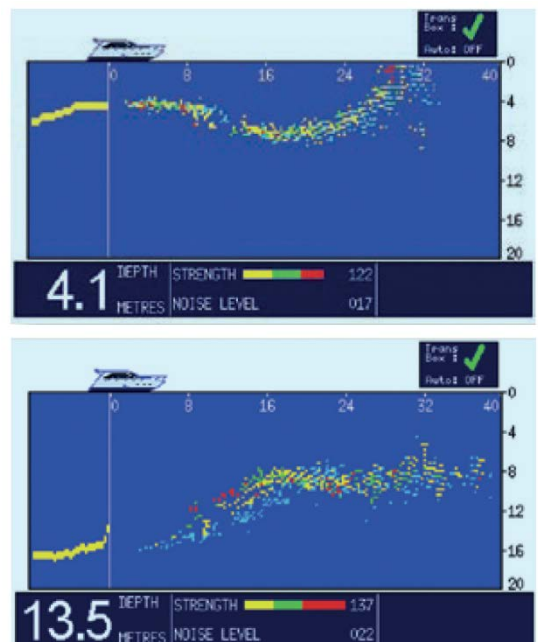 Trans
Box :
Auto: OFF
0 8 16 24 32 40
0
4
8
12
16
20
4.1 DEPTH METRES
STRENGTH 122
NOISE LEVEL 017
Trans
Box :
Auto: OFF
0 8 16 24 32 40
0
4
8
12
16
20
13.5 DEPTH METRES
STRENGTH 137
NOISE LEVEL 022